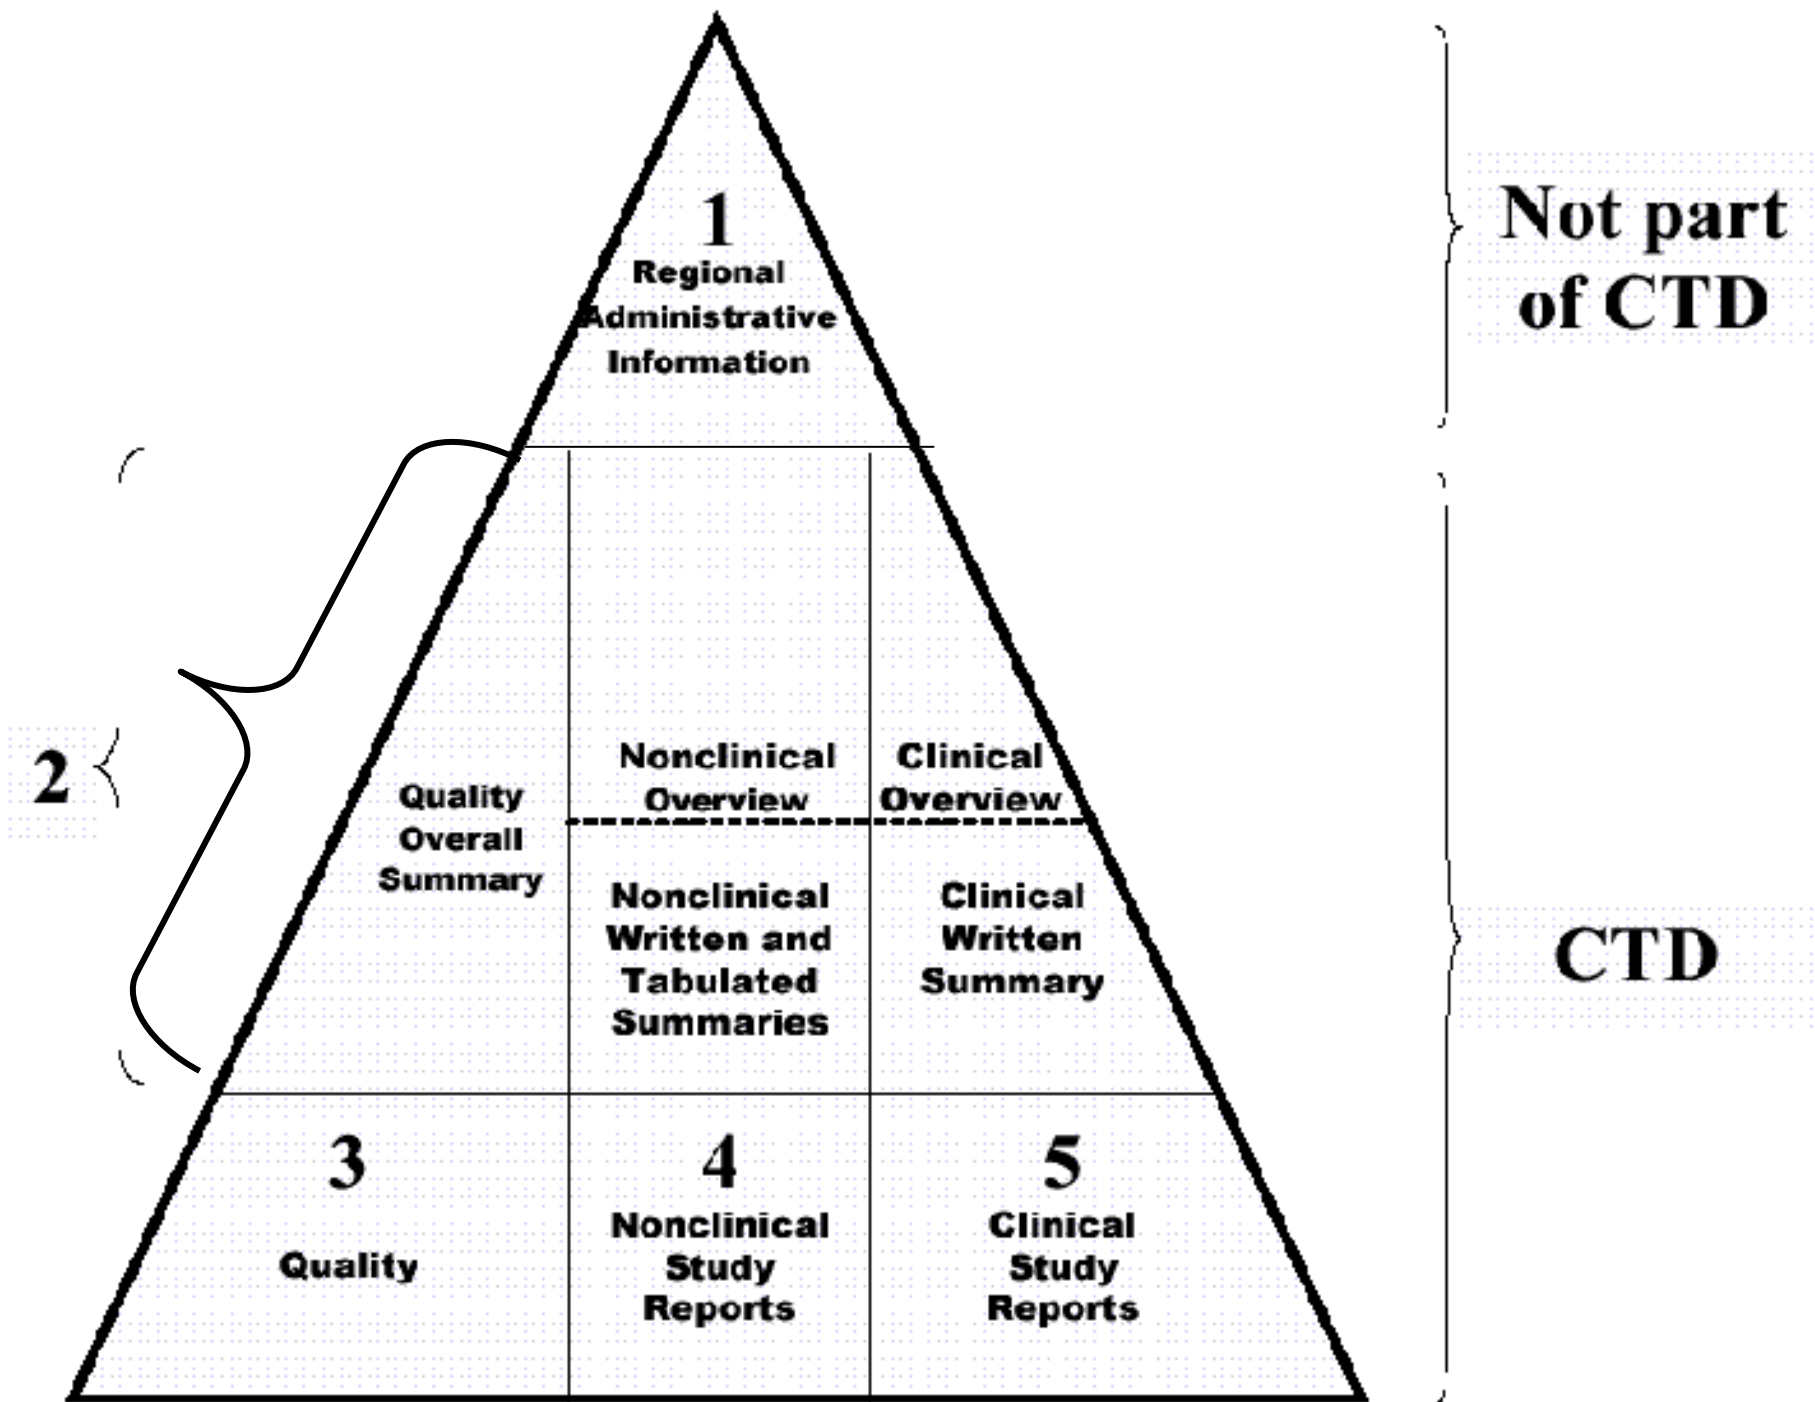 1
Regional
Administrative
Information
Not part
of CTD
2
Quality
Overall
Summary
Nonclinical
Overview
Clinical
Overview
Nonclinical
Written and
Tabulated
Summaries
Clinical
Written
Summary
CTD
3
Quality
4
Nonclinical
Study
Reports
5
Clinical
Study
Reports